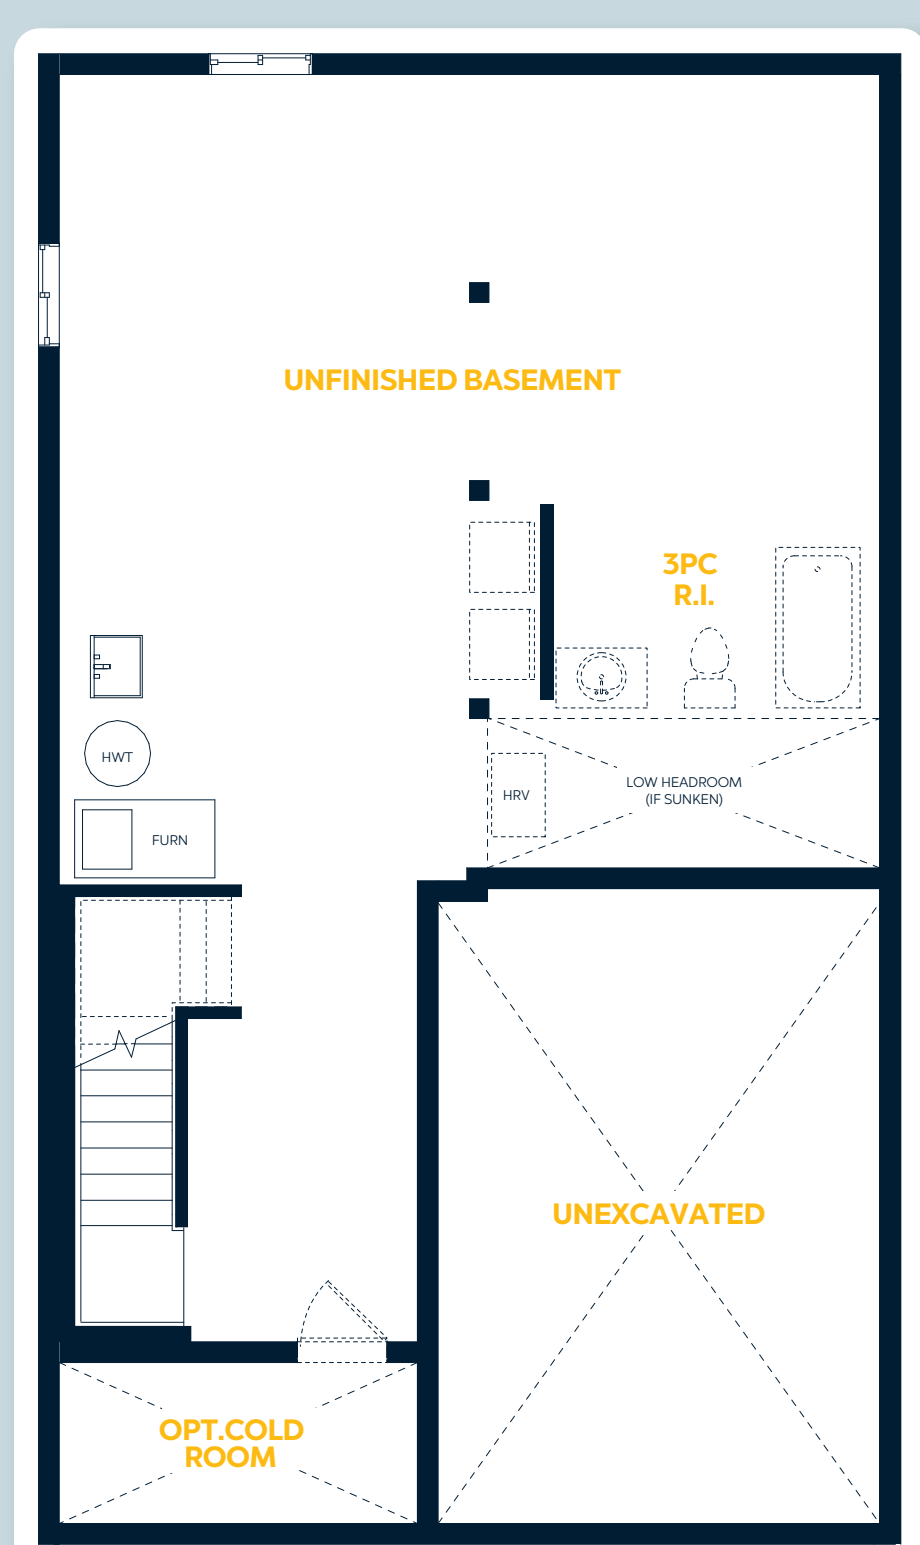 UNFINISHED BASEMENT
3PC
R.I.
HWT
LOW HEADROOM
(IF SUNKEN)
HRV
FURN
UNEXCAVATED
OPT.COLD
ROOM